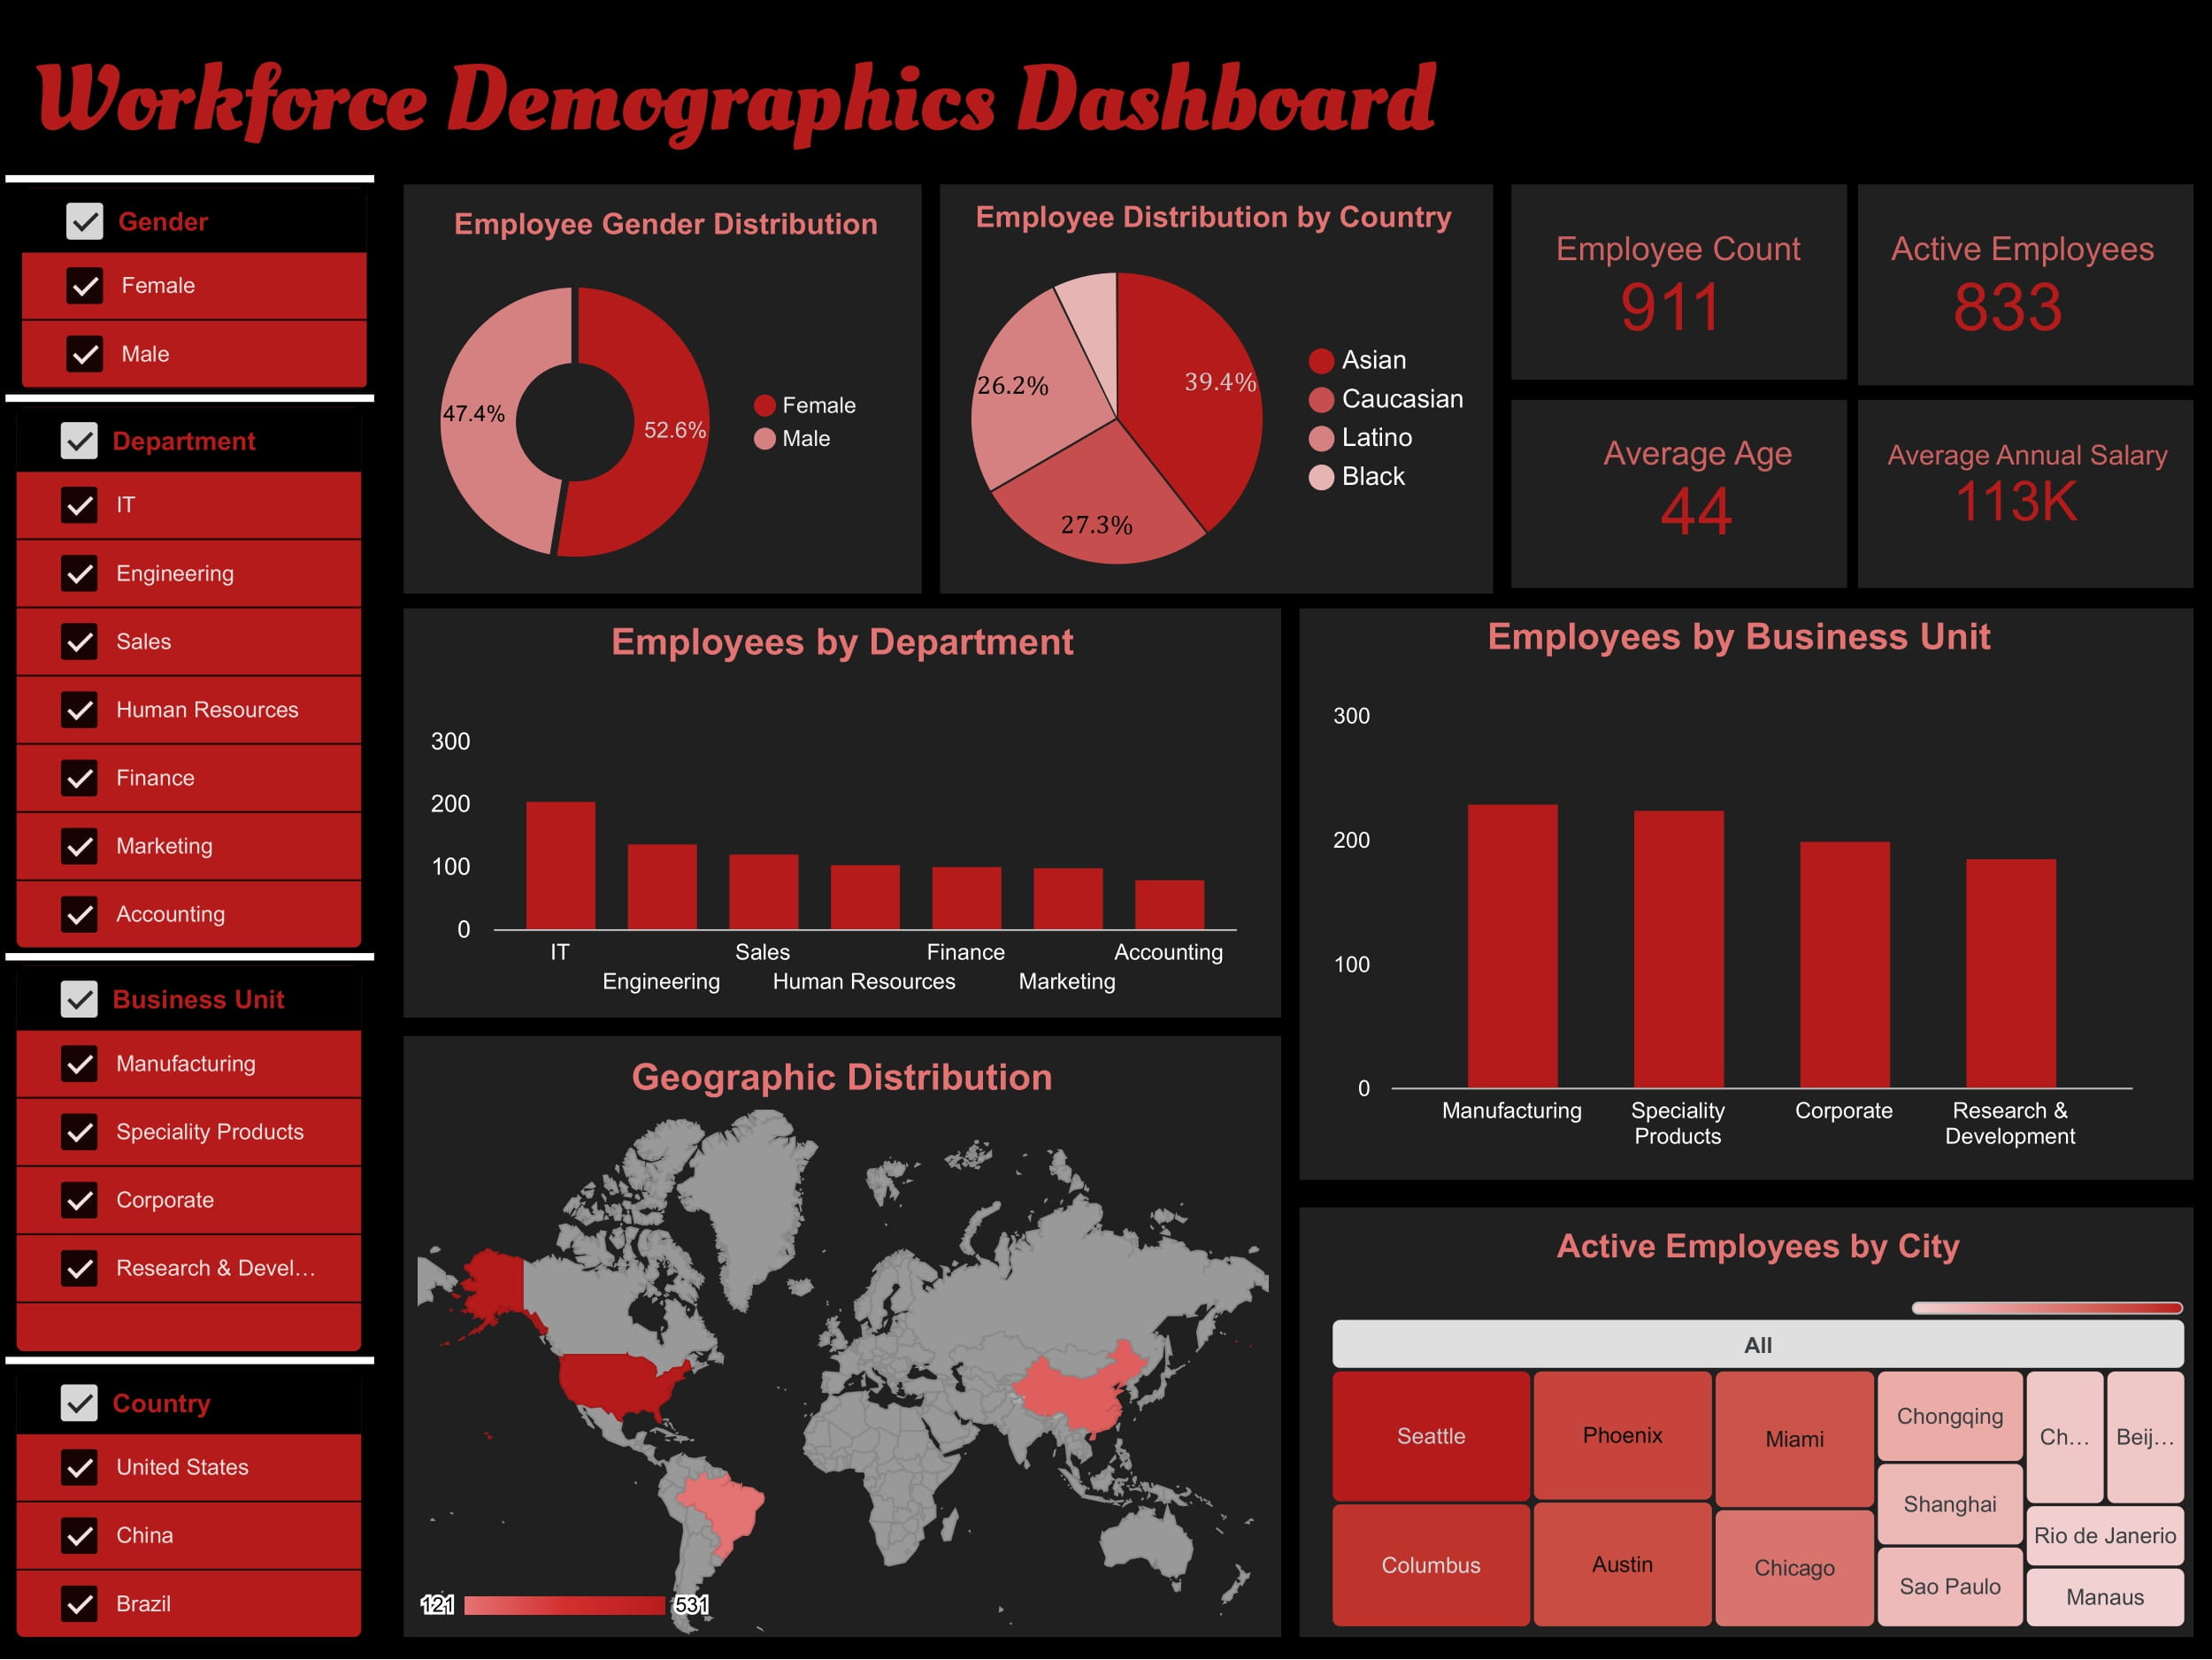 Workforce Demographics Dashboard
Gender
Female
Male
Department
IT
Engineering
Sales
Human Resources
Finance
Marketing
Accounting
Business Unit
Manufacturing
Speciality Products
Corporate
Research & Devel...
Country
United States
China
Brazil
Employee Gender Distribution
47.4%
52.6%
Female
Male
Employee Distribution by Country
26.2%
39.4%
27.3%
Asian
Caucasian
Latino
Black
Employee Count
911
Active Employees
833
Average Age
44
Average Annual Salary
113K
Employees by Department
300
200
100
0
IT
Engineering
Sales
Human Resources
Finance
Marketing
Accounting
Employees by Business Unit
300
200
100
0
Manufacturing
Speciality
Products
Corporate
Research &
Development
Geographic Distribution
121
531
Active Employees by City
All
Seattle
Phoenix
Miami
Chongqing
Ch...
Beij...
Shanghai
Rio de Janerio
Columbus
Austin
Chicago
Sao Paulo
Manaus